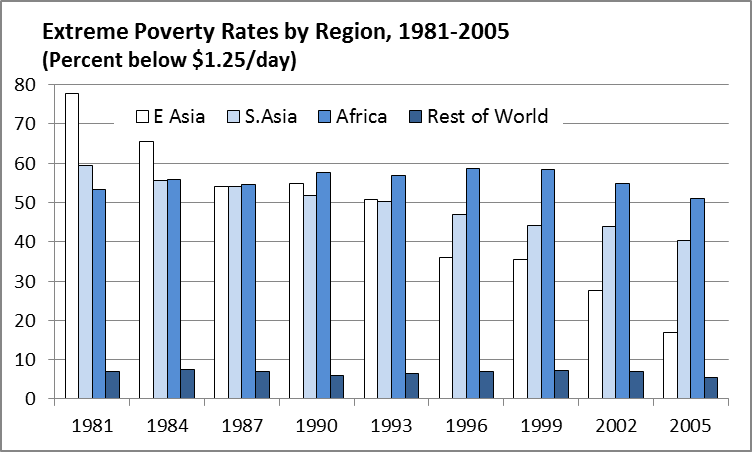 Extreme Poverty Rates by Region, 1981-2005
(Percent below $1.25/day)
80
E Asia S.Asia Africa Rest of World
70
60
50
40
30
20
10
0
1981 1984 1987 1990 1993 1996 1999 2002 2005